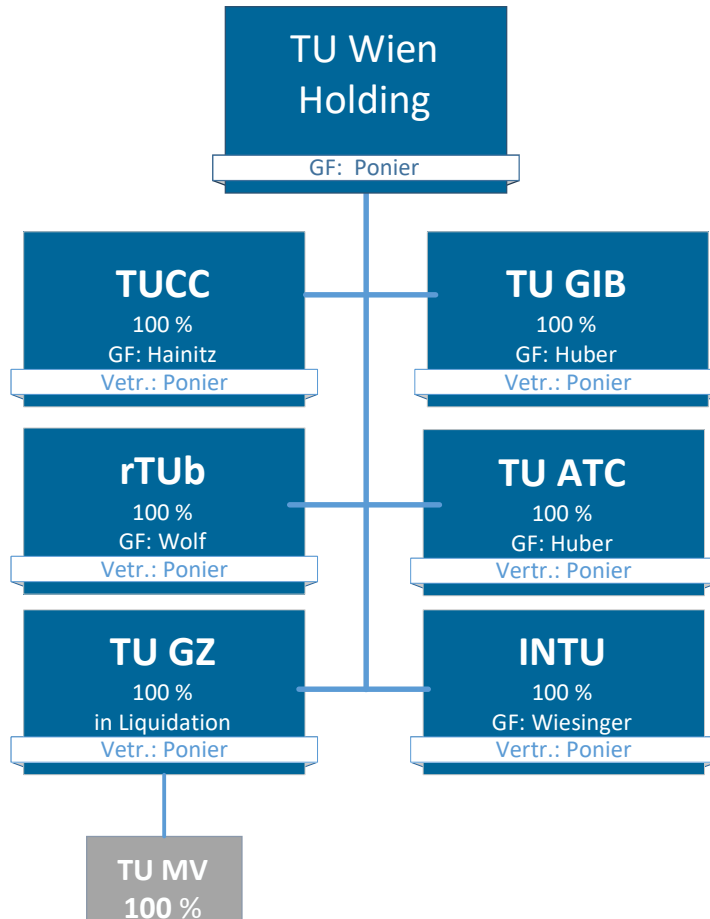 TU Wien
Holding
GF: Ponier
TUCC
100 %
GF: Hainitz
Vetr.: Ponier
TU GIB
100 %
GF: Huber
Vetr.: Ponier
rTUb
100 %
GF: Wolf
Vetr.: Ponier
TU ATC
100 %
GF: Huber
Vertr.: Ponier
TU GZ
100 %
in Liquidation
Vetr.: Ponier
INTU
100 %
GF: Wiesinger
Vertr.: Ponier
TU MV
100 %